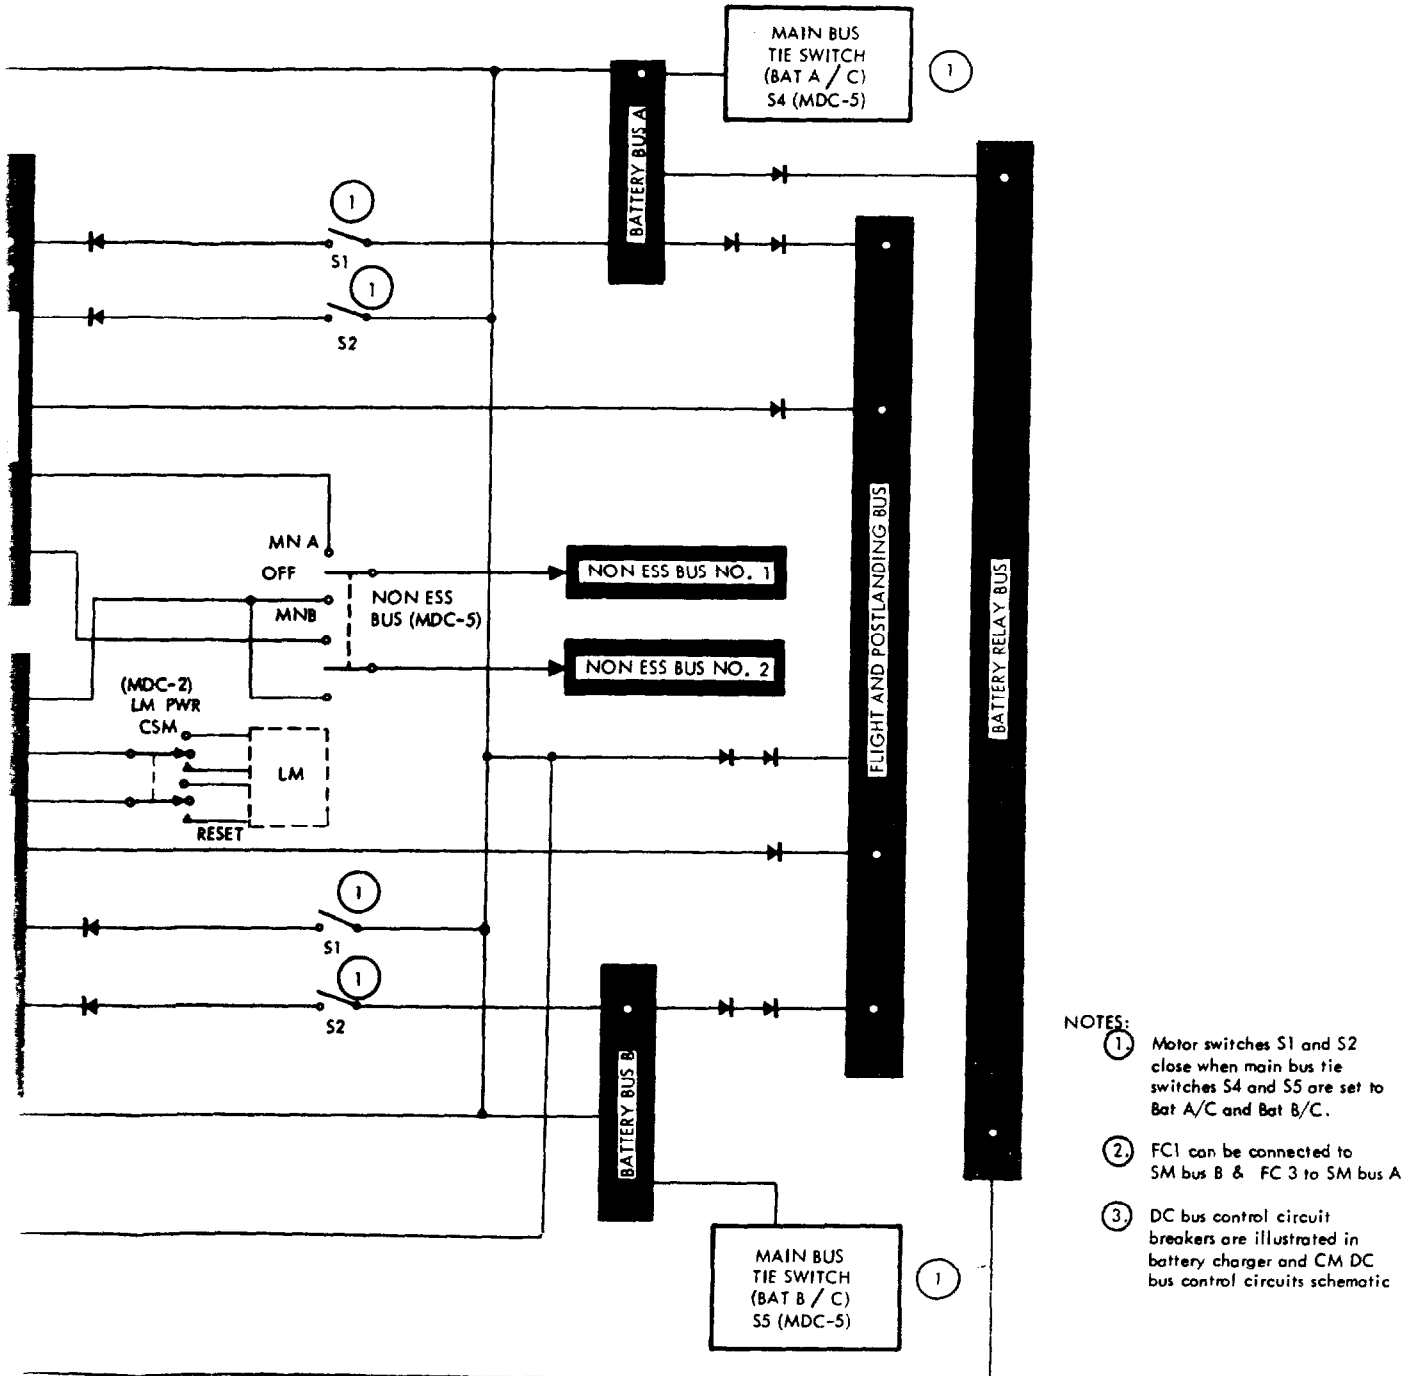 MAIN BUS
TIE SWITCH
(BAT A / C)
S4 (MDC-5)
1
BATTERY BUS A
1
S1
1
S2
MN A
OFF
MNB
NON ESS
BUS (MDC-5)
NON ESS BUS NO. 1
NON ESS BUS NO. 2
(MDC-2)
LM PWR
CSM
LM
RESET
FLIGHT AND POSTLANDING BUS
BATTERY RELAY BUS
1
S1
1
S2
BATTERY BUS B
MAIN BUS
TIE SWITCH
(BAT B / C)
S5 (MDC-5)
1
NOTES:
1. Motor switches S1 and S2
close when main bus tie
switches S4 and S5 are set to
Bat A/C and Bat B/C.
2. FC1 can be connected to
SM bus B & FC 3 to SM bus A
3. DC bus control circuit
breakers are illustrated in
battery charger and CM DC
bus control circuits schematic